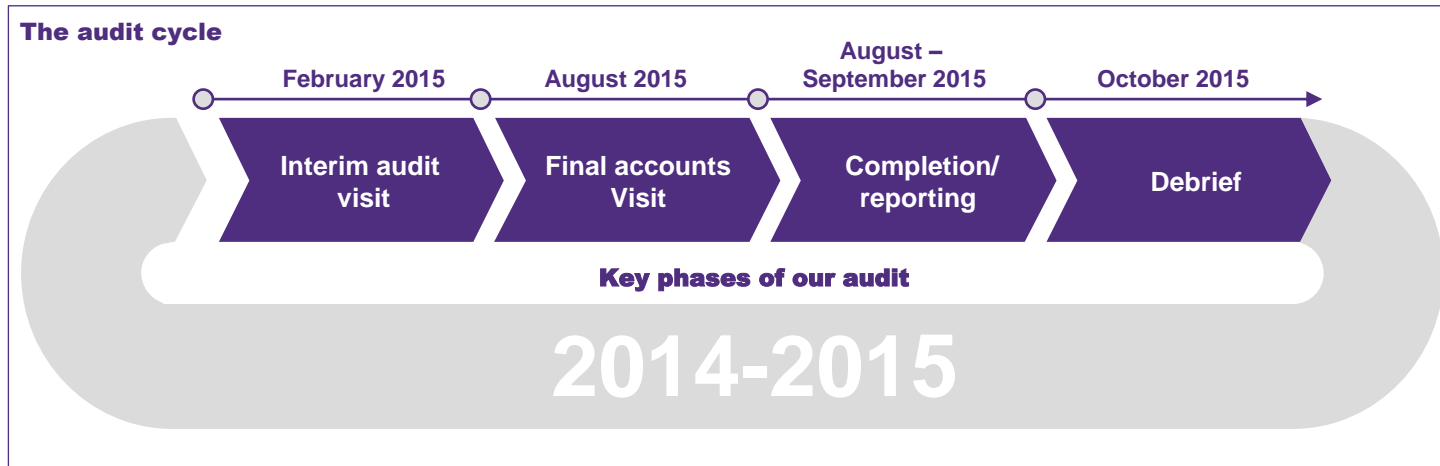 The audit cycle
February 2015
August 2015
August –
September 2015
October 2015
Interim audit
visit
Final accounts
Visit
Completion/
reporting
Debrief
Key phases of our audit
2014-2015